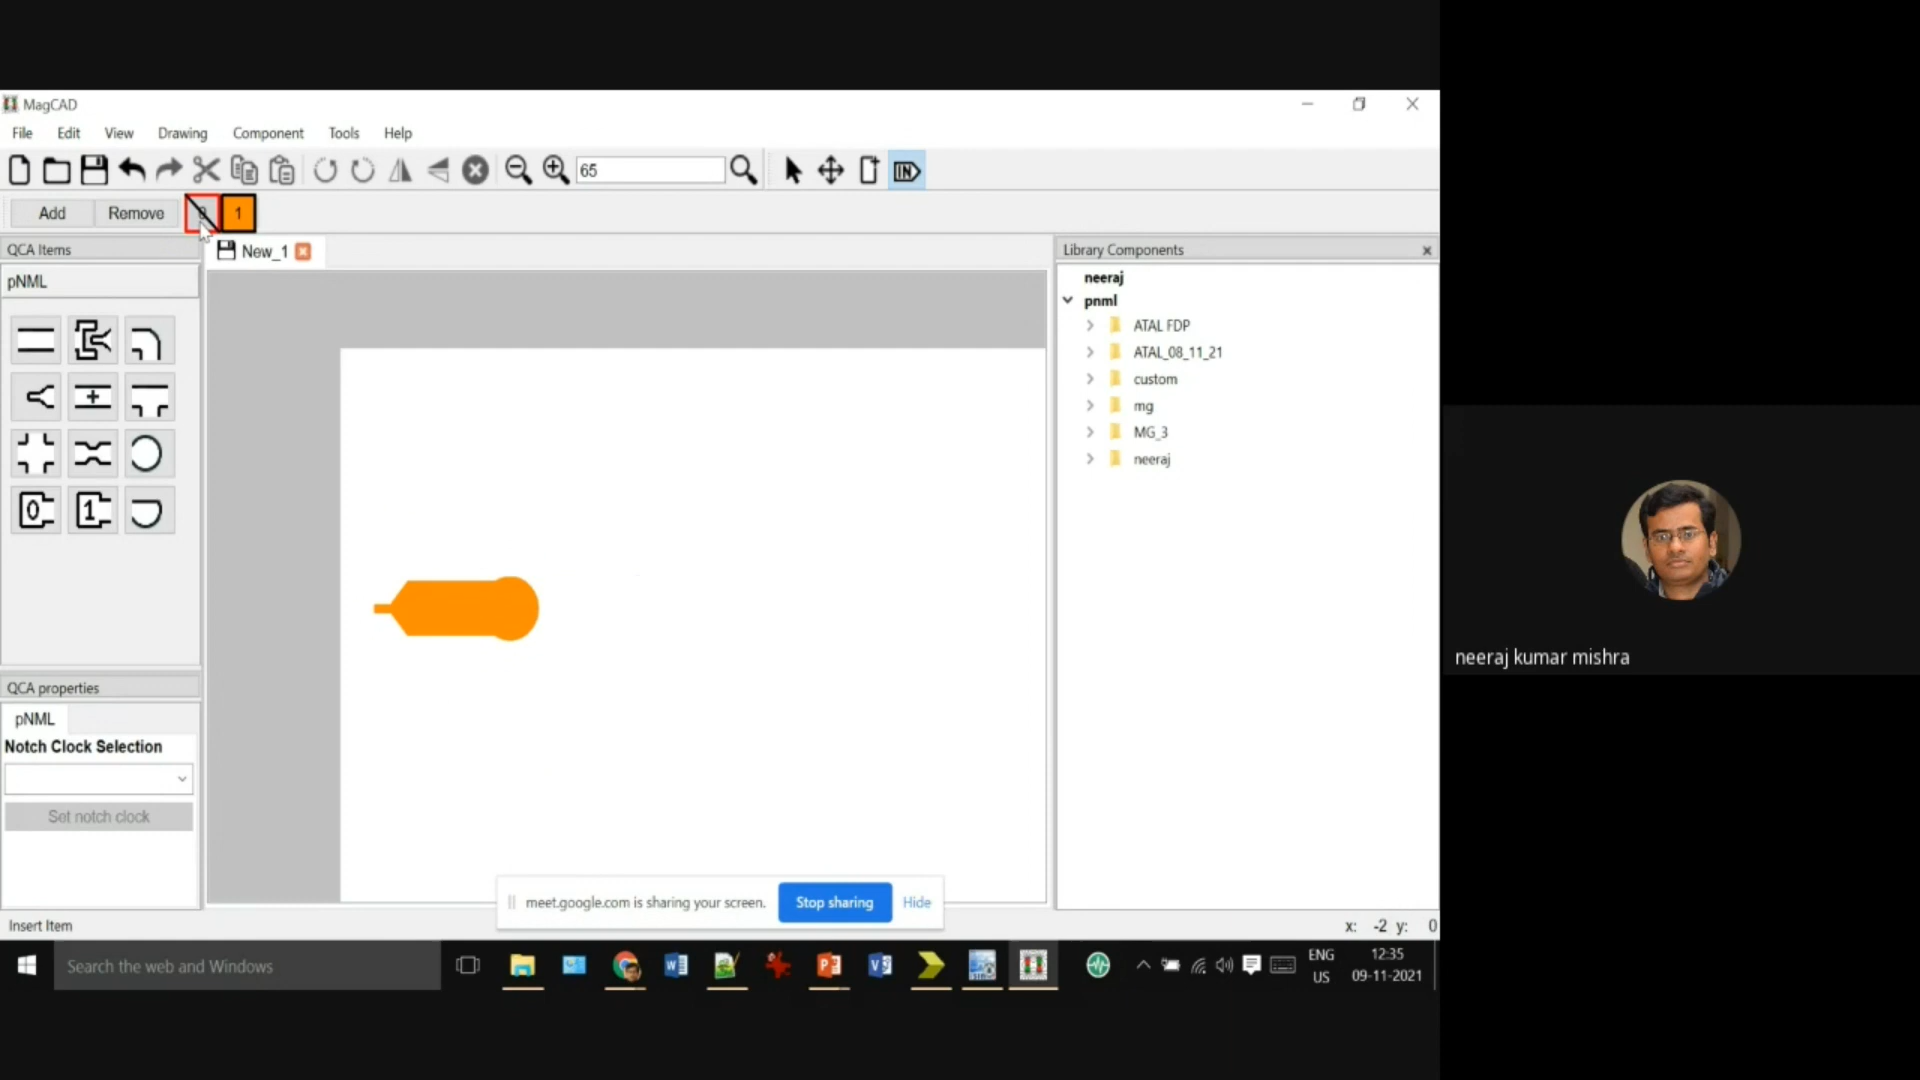 MagCAD
File Edit View Drawing Component Tools Help
65
IN
Add Remove 1
QCA Items
New_1
Library Components
pNML
neeraj
pnml
ATAL FDP
ATAL_08_11_21
custom
mg
MG_3
neeraj
0 1
QCA properties
pNML
Notch Clock Selection
Set notch clock
meet.google.com is sharing your screen. Stop sharing Hide
Insert Item
x: -2 y: 0
Search the web and Windows
ENG
US
12:35
09-11-2021
neeraj kumar mishra